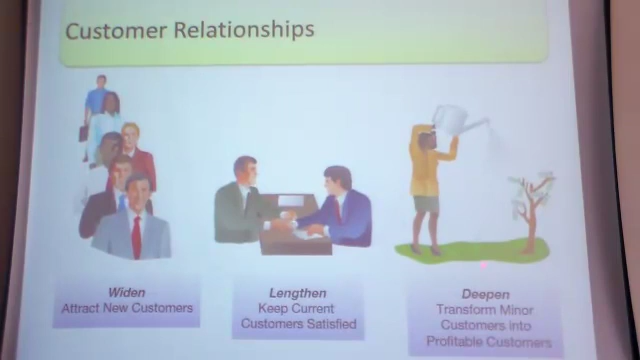 Customer Relationships
Widen
Attract New Customers
Lengthen
Keep Current
Customers Satisfied
Deepen
Transform Minor
Customers into
Profitable Customers